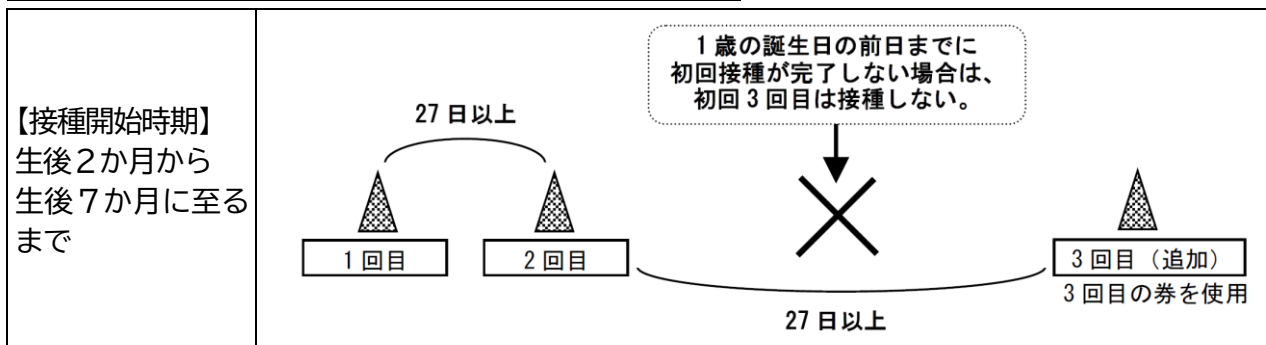 【接種開始時期】
生後２か月から
生後７か月に至る
まで
1歳の誕生日の前日までに
初回接種が完了しない場合は、
初回3回目は接種しない。
27日以上
1回目
2回目
3回目（追加）
3回目の券を使用
27日以上